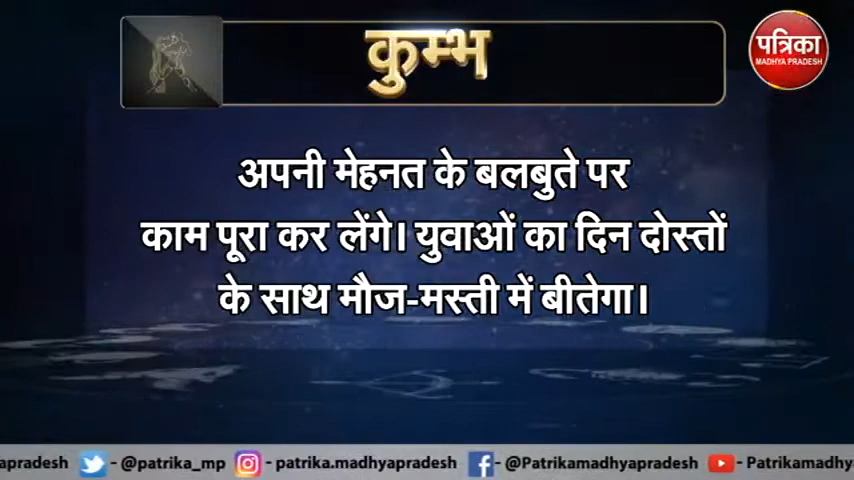 कुम्भ
पत्रिका
MADHYA PRADESH
अपनी मेहनत के बलबुते पर
काम पूरा कर लेंगे। युवाओं का दिन दोस्तों
के साथ मौज-मस्ती में बीतेगा।
apradesh - @patrika_mp - patrika.madhyapradesh - @Patrikamadhyapradesh - Patrikamadhy